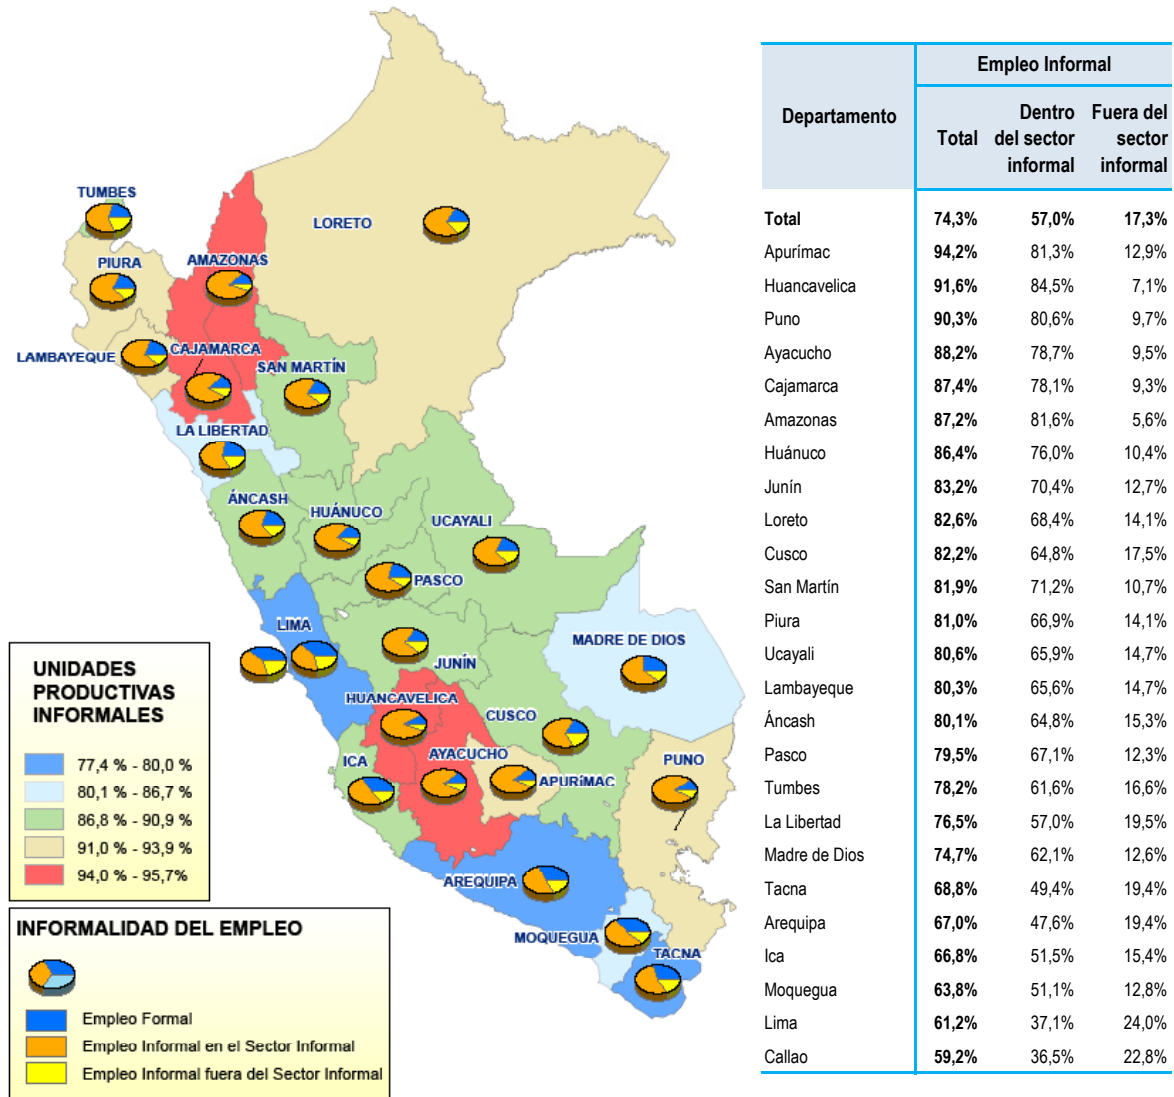 TUMBES
PIURA
LAMBAYEQUE
AMAZONAS
CAJAMARCA
LORETO
SAN MARTÍN
LA LIBERTAD
ÁNCASH
HUÁNUCO
UCAYALI
PASCO
LIMA
JUNÍN
MADRE DE DIOS
HUANCAVELICA
CUSCO
ICA
AYACUCHO
APURíMAC
PUNO
AREQUIPA
MOQUEGUA
TACNA
UNIDADES
PRODUCTIVAS
INFORMALES
77,4 % - 80,0 %
80,1 % - 86,7 %
86,8 % - 90,9 %
91,0 % - 93,9 %
94,0 % - 95,7%
INFORMALIDAD DEL EMPLEO
Empleo Formal
Empleo Informal en el Sector Informal
Empleo Informal fuera del Sector Informal
Departamento
Empleo Informal
Total
Dentro
del sector
informal
Fuera del
sector
informal
Total 74,3% 57,0% 17,3%
Apurímac 94,2% 81,3% 12,9%
Huancavelica 91,6% 84,5% 7,1%
Puno 90,3% 80,6% 9,7%
Ayacucho 88,2% 78,7% 9,5%
Cajamarca 87,4% 78,1% 9,3%
Amazonas 87,2% 81,6% 5,6%
Huánuco 86,4% 76,0% 10,4%
Junín 83,2% 70,4% 12,7%
Loreto 82,6% 68,4% 14,1%
Cusco 82,2% 64,8% 17,5%
San Martín 81,9% 71,2% 10,7%
Piura 81,0% 66,9% 14,1%
Ucayali 80,6% 65,9% 14,7%
Lambayeque 80,3% 65,6% 14,7%
Áncash 80,1% 64,8% 15,3%
Pasco 79,5% 67,1% 12,3%
Tumbes 78,2% 61,6% 16,6%
La Libertad 76,5% 57,0% 19,5%
Madre de Dios 74,7% 62,1% 12,6%
Tacna 68,8% 49,4% 19,4%
Arequipa 67,0% 47,6% 19,4%
Ica 66,8% 51,5% 15,4%
Moquegua 63,8% 51,1% 12,8%
Lima 61,2% 37,1% 24,0%
Callao 59,2% 36,5% 22,8%